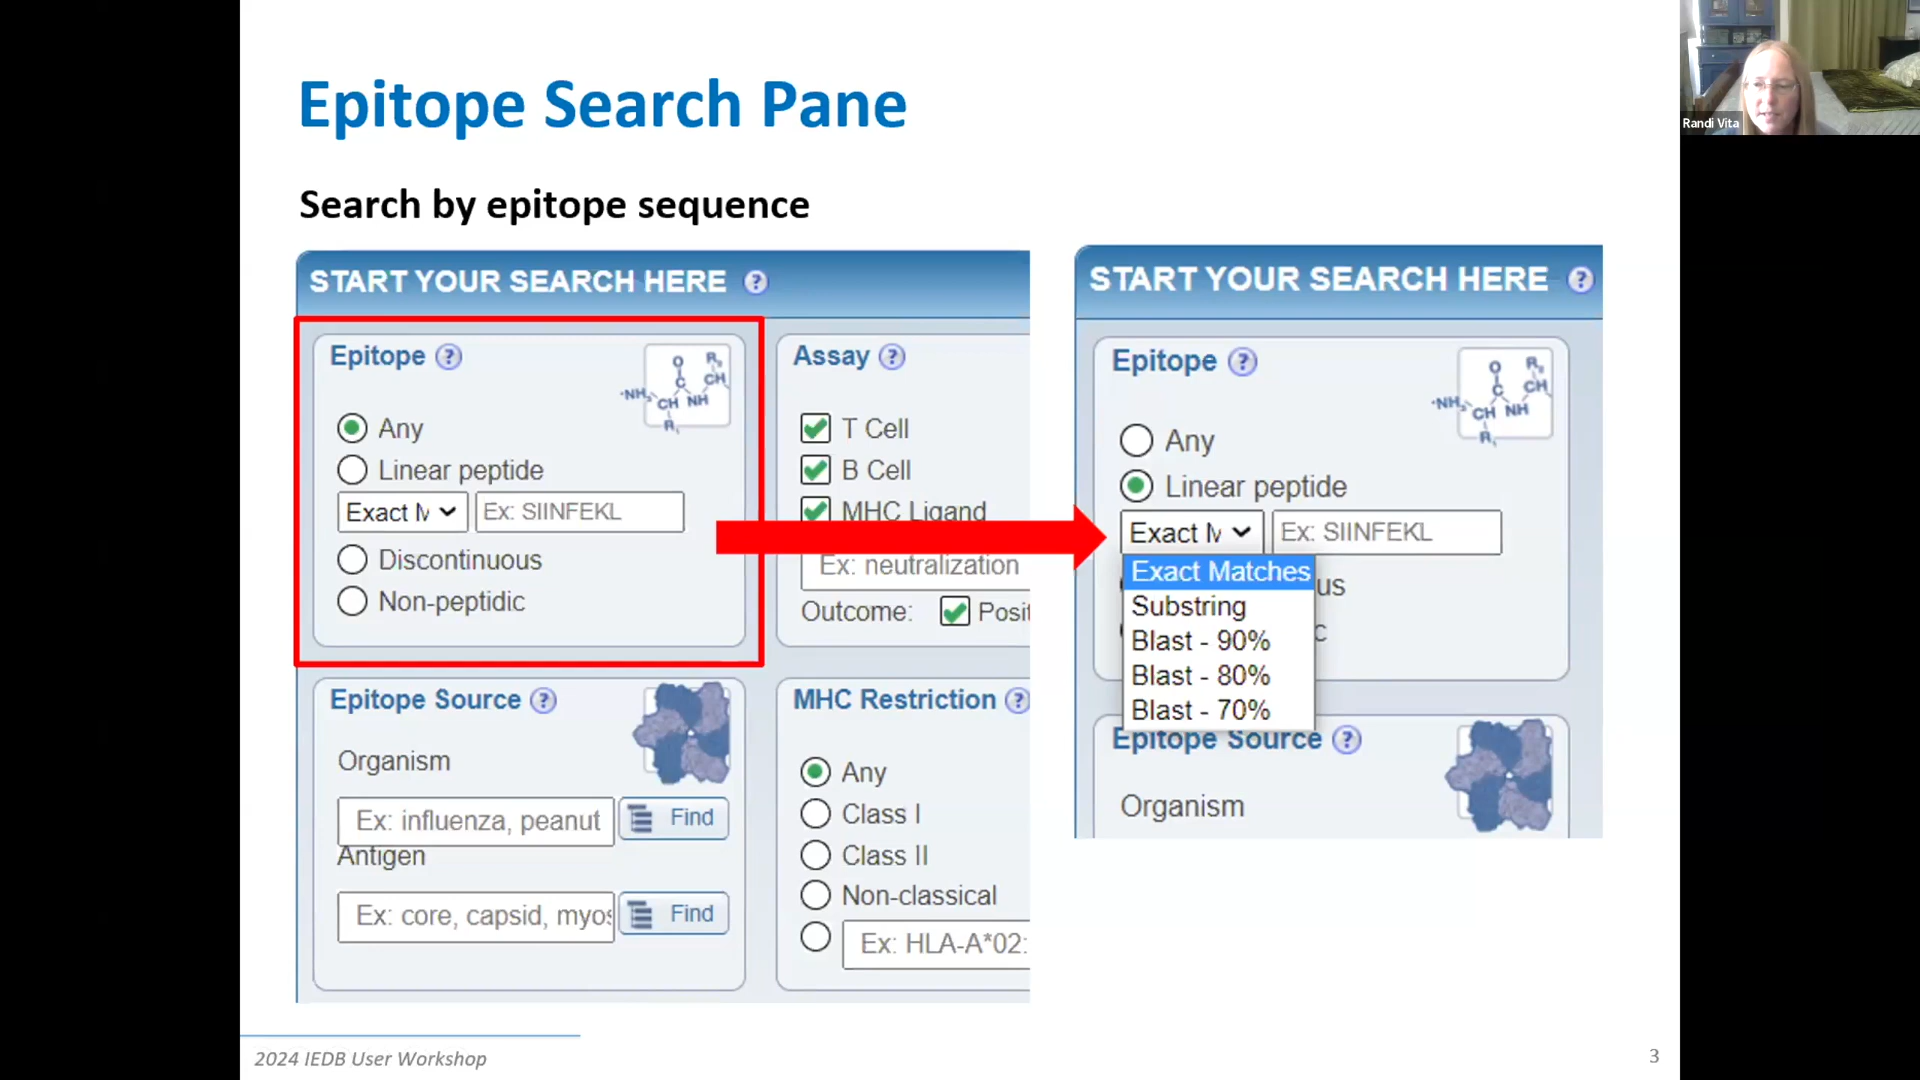 Epitope Search Pane
Randi Vita
Search by epitope sequence
START YOUR SEARCH HERE ?
Epitope ?
Any
Linear peptide
Exact M Ex: SIINFEKL
Discontinuous
Non-peptidic
Assay ?
T Cell
B Cell
MHC Ligand
Ex: neutralization
Outcome: Posit
Epitope Source ?
Organism
Ex: influenza, peanut Find
Antigen
Ex: core, capsid, myos Find
MHC Restriction ?
Any
Class I
Class II
Non-classical
Ex: HLA-A*02:
START YOUR SEARCH HERE ?
Epitope ?
Any
Linear peptide
Exact M Ex: SIINFEKL
Exact Matches
us
Substring
c
Blast - 90%
Blast - 80%
Blast - 70%
Epitope Source ?
Organism
2024 IEDB User Workshop
3